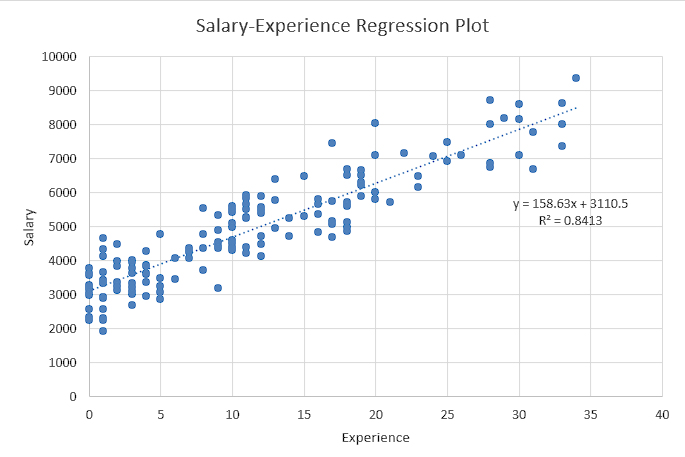 Salary-Experience Regression Plot
10000
9000
8000
7000
6000
5000
4000
3000
2000
1000
0
Salary
y = 158.63x + 3110.5
R² = 0.8413
0 5 10 15 20 25 30 35 40
Experience